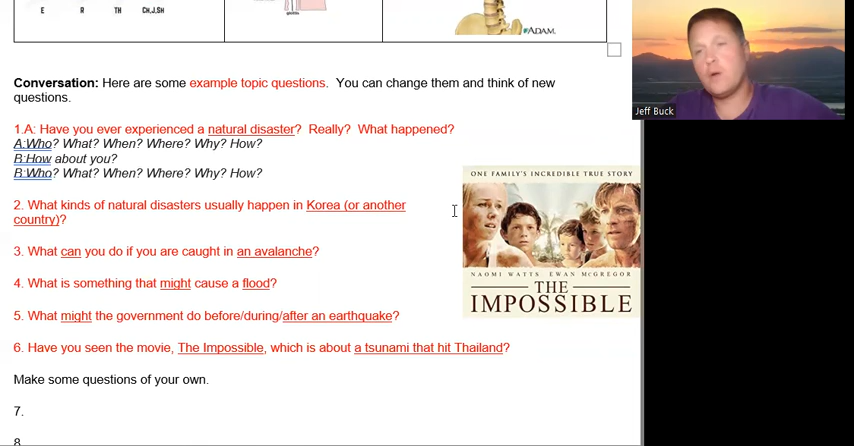 E R TH CH,J,SH
ADAM.
Conversation: Here are some example topic questions. You can change them and think of new
questions.
Jeff Buck
1.A: Have you ever experienced a natural disaster? Really? What happened?
A:Who? What? When? Where? Why? How?
B:How about you?
B:Who? What? When? Where? Why? How?
ONE FAMILY'S INCREDIBLE TRUE STORY
2. What kinds of natural disasters usually happen in Korea (or another
country)?
3. What can you do if you are caught in an avalanche?
NAOMI WATTS EWAN McGREGOR
4. What is something that might cause a flood?
THE
IMPOSSIBLE
5. What might the government do before/during/after an earthquake?
6. Have you seen the movie, The Impossible, which is about a tsunami that hit Thailand?
Make some questions of your own.
7.
8.